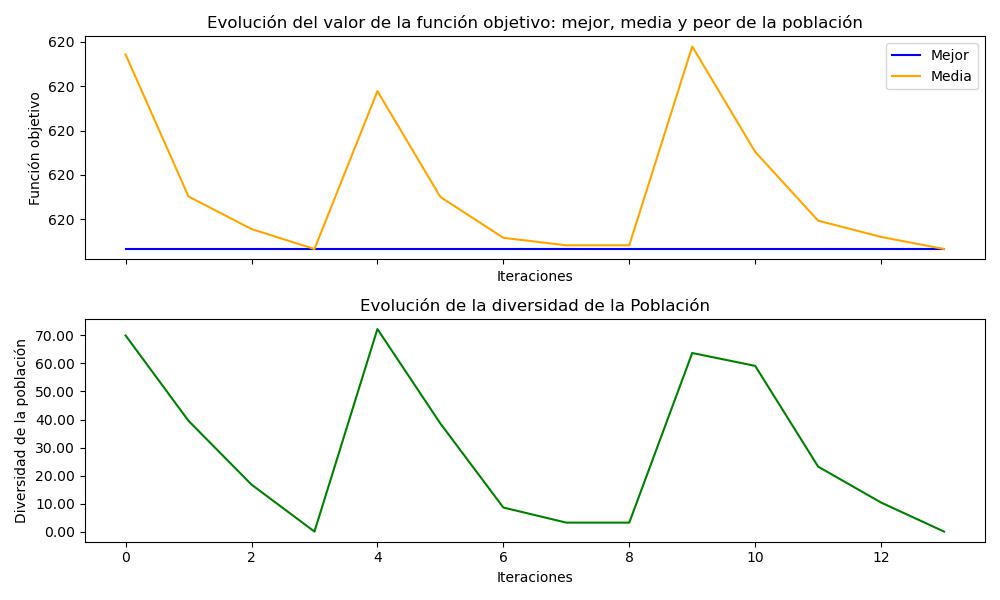 Evolución del valor de la función objetivo: mejor, media y peor de la población
620
620
620
620
620
Función objetivo
Mejor
Media
Iteraciones
Evolución de la diversidad de la Población
70.00
60.00
50.00
40.00
30.00
20.00
10.00
0.00
Diversidad de la población
0 2 4 6 8 10 12
Iteraciones